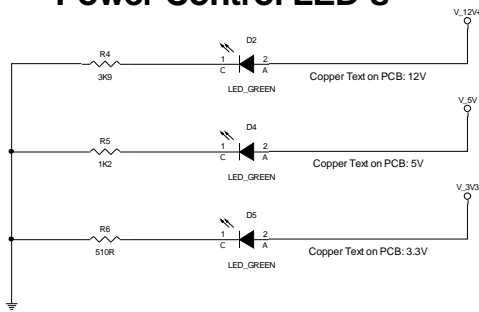 Power Control LED's
V_12V+
D2
R4
1 2
C A
3K9
LED_GREEN
Copper Text on PCB: 12V
V_5V
D4
R5
1 2
C A
1K2
LED_GREEN
Copper Text on PCB: 5V
V_3V3
D5
R6
1 2
C A
510R
LED_GREEN
Copper Text on PCB: 3.3V